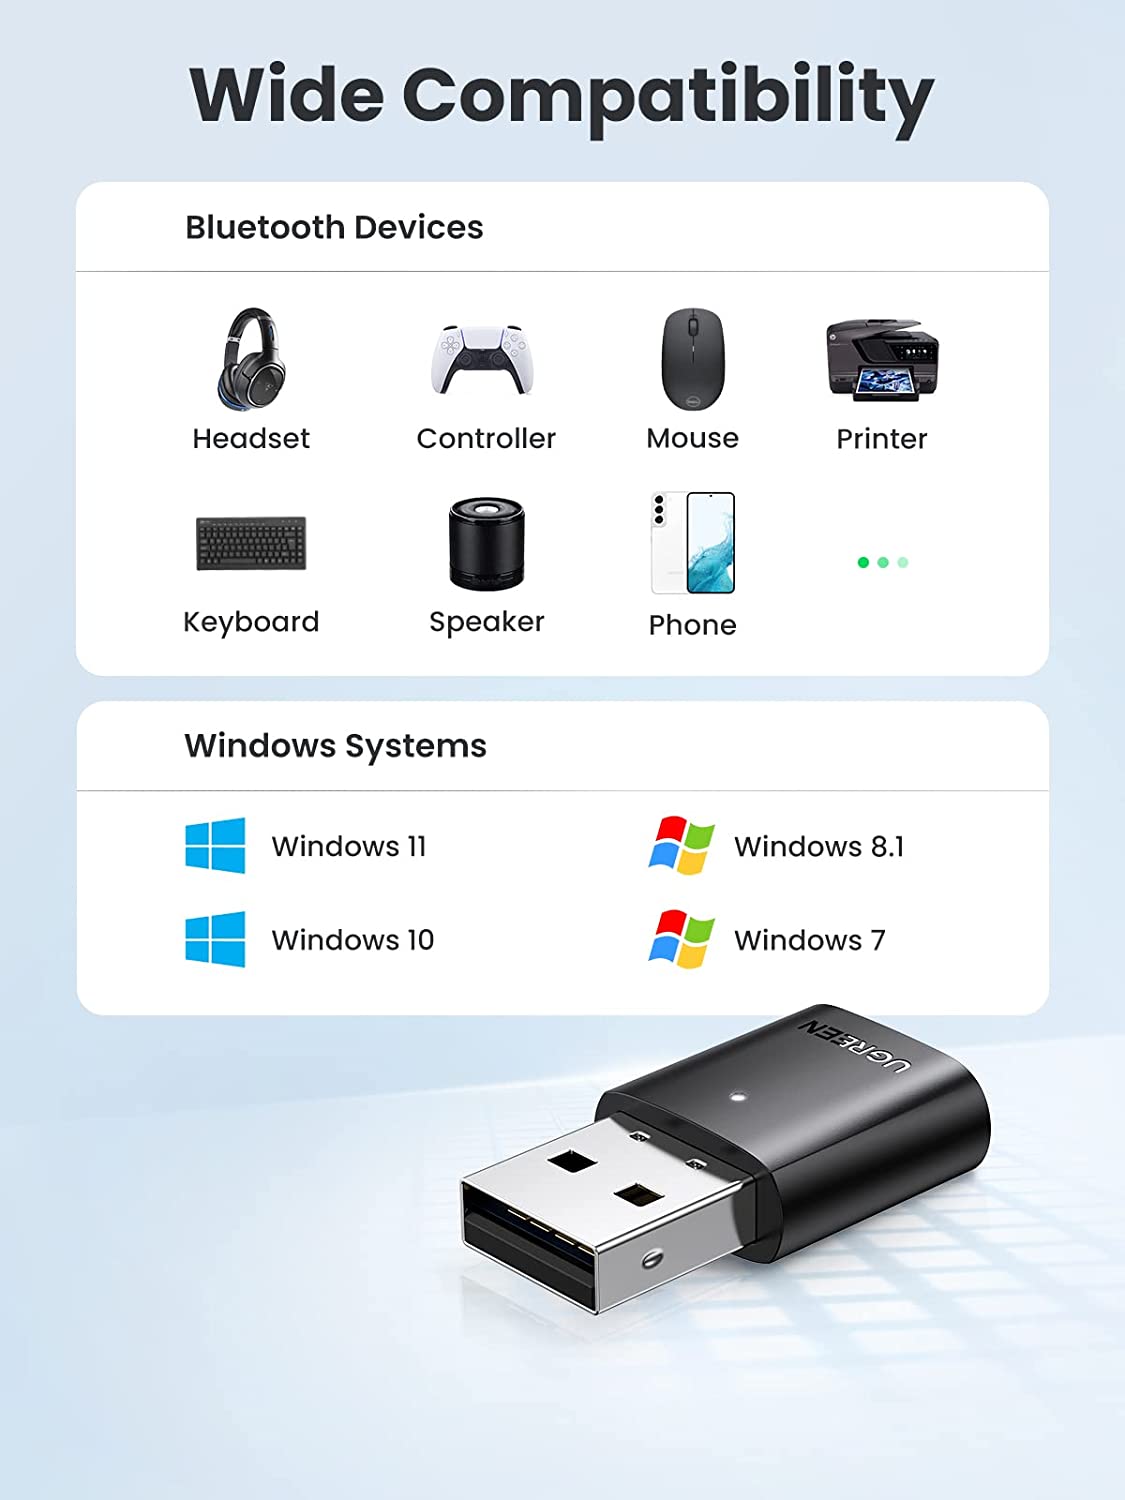 Wide Compatibility
Bluetooth Devices
Headset
Controller
Mouse
Printer
Keyboard
Speaker
Phone
Windows Systems
Windows 11
Windows 8.1
Windows 10
Windows 7
UGREEN